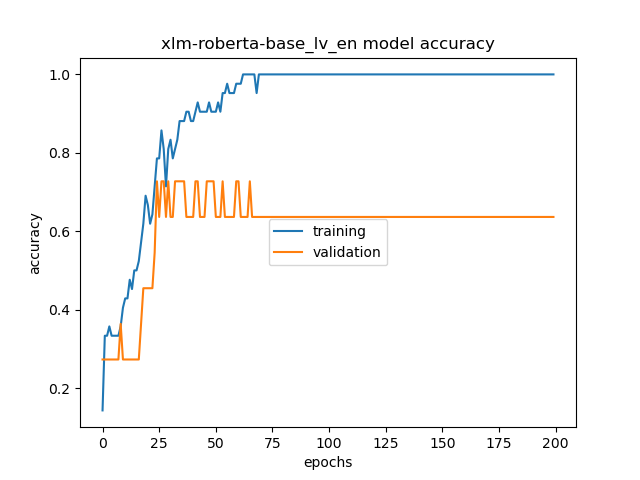 xlm-roberta-base_lv_en model accuracy
1.0
0.8
0.6
0.4
0.2
accuracy
training
validation
0 25 50 75 100 125 150 175 200
epochs